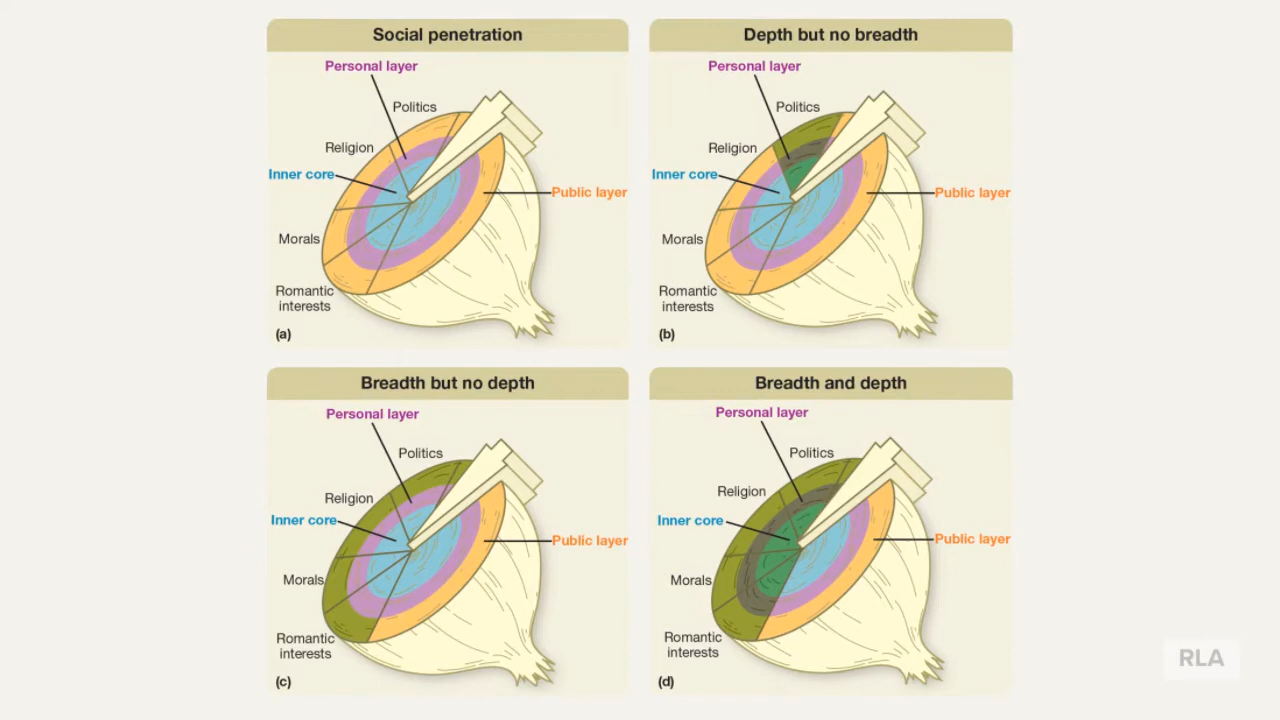 Social penetration
Personal layer
Politics
Religion
Inner core
Public layer
Morals
Romantic
interests
(a)
Depth but no breadth
Personal layer
Politics
Religion
Inner core
Public layer
Morals
Romantic
interests
(b)
Breadth but no depth
Personal layer
Politics
Religion
Inner core
Public layer
Morals
Romantic
interests
(c)
Breadth and depth
Personal layer
Politics
Religion
Inner core
Public layer
Morals
Romantic
interests
(d)
RLA